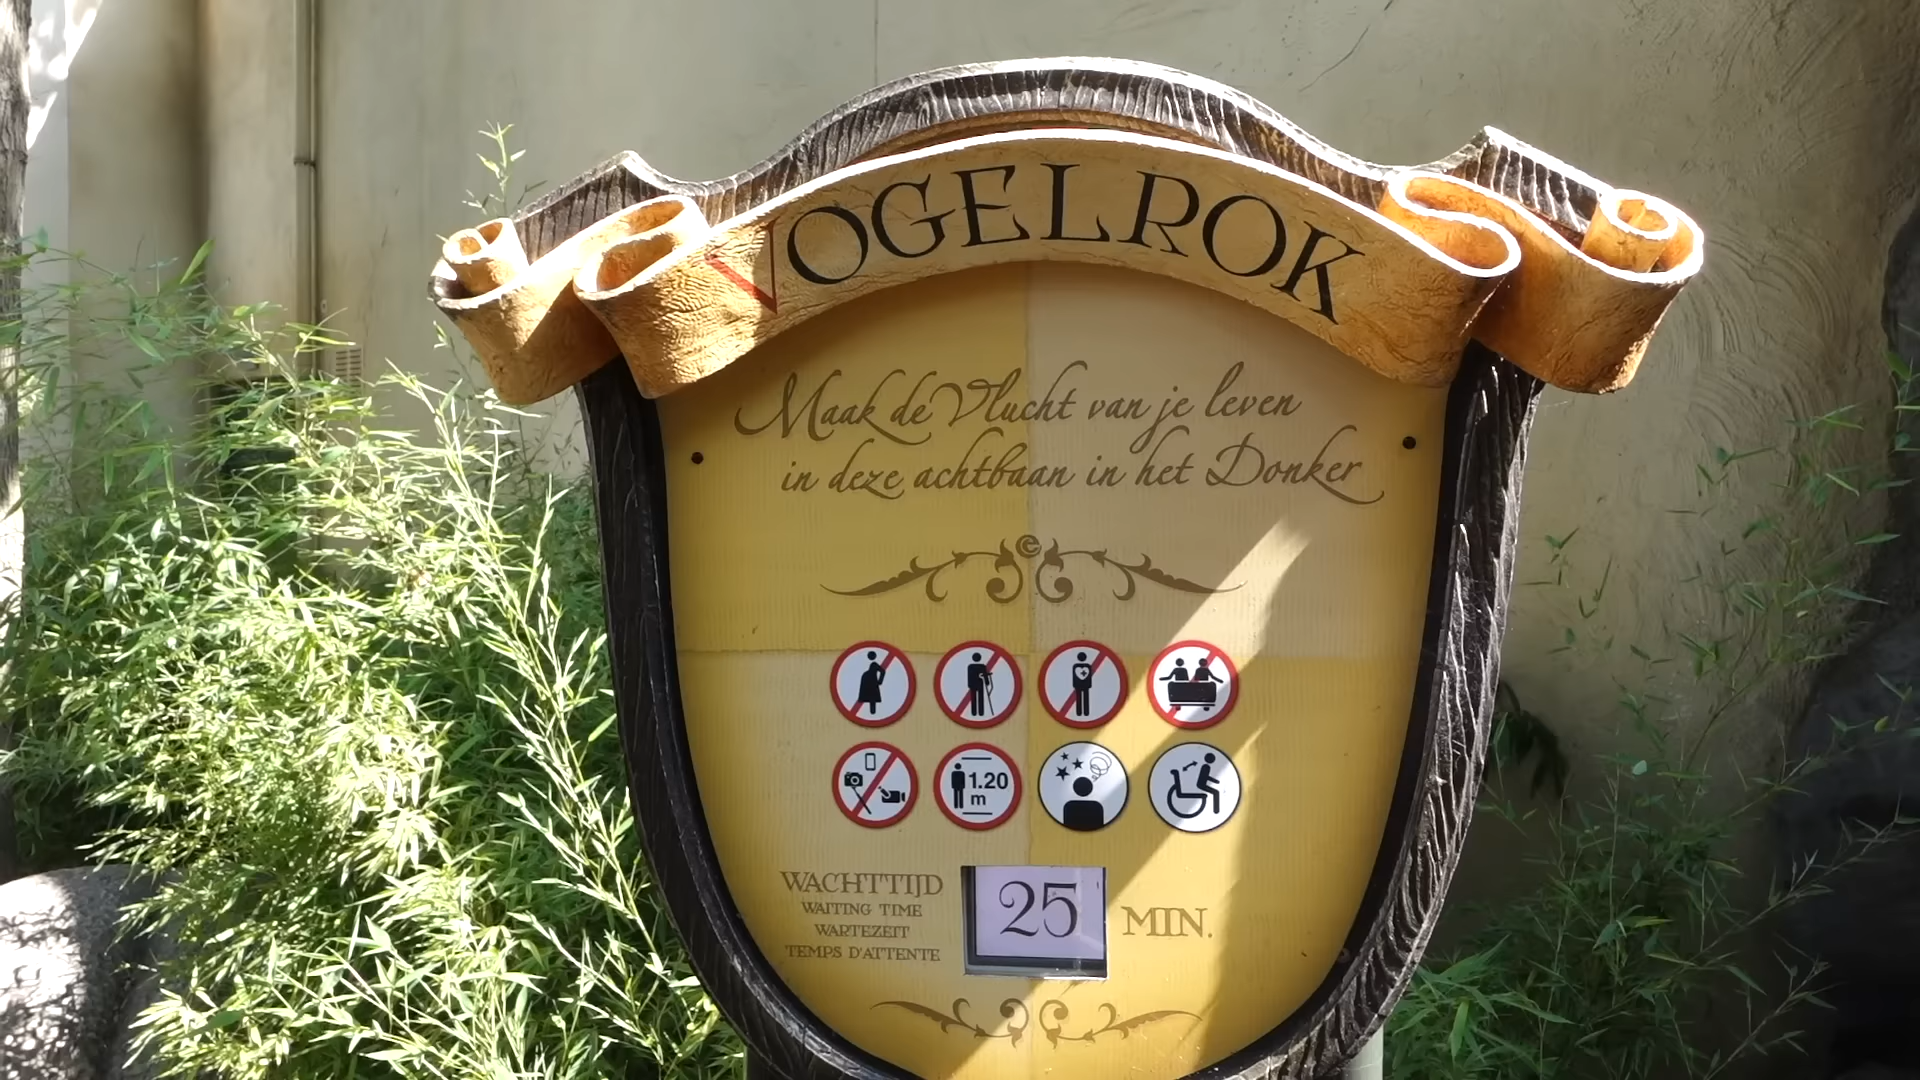 VOGELROK
Maak de Vlucht van je leven
in deze achtbaan in het Donker
e
1.20
m
WACHTTIJD
WAITING TIME
WARTEZEIT
TEMPS D'ATTENTE
25
MIN.